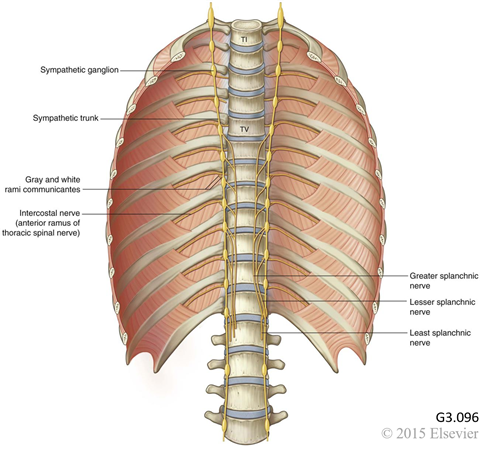 TI
Sympathetic ganglion
Sympathetic trunk
TV
Gray and white
rami communicantes
Intercostal nerve
(anterior ramus of
thoracic spinal nerve)
Greater splanchnic
nerve
Lesser splanchnic
nerve
Least splanchnic
nerve
G3.096
© 2015 Elsevier